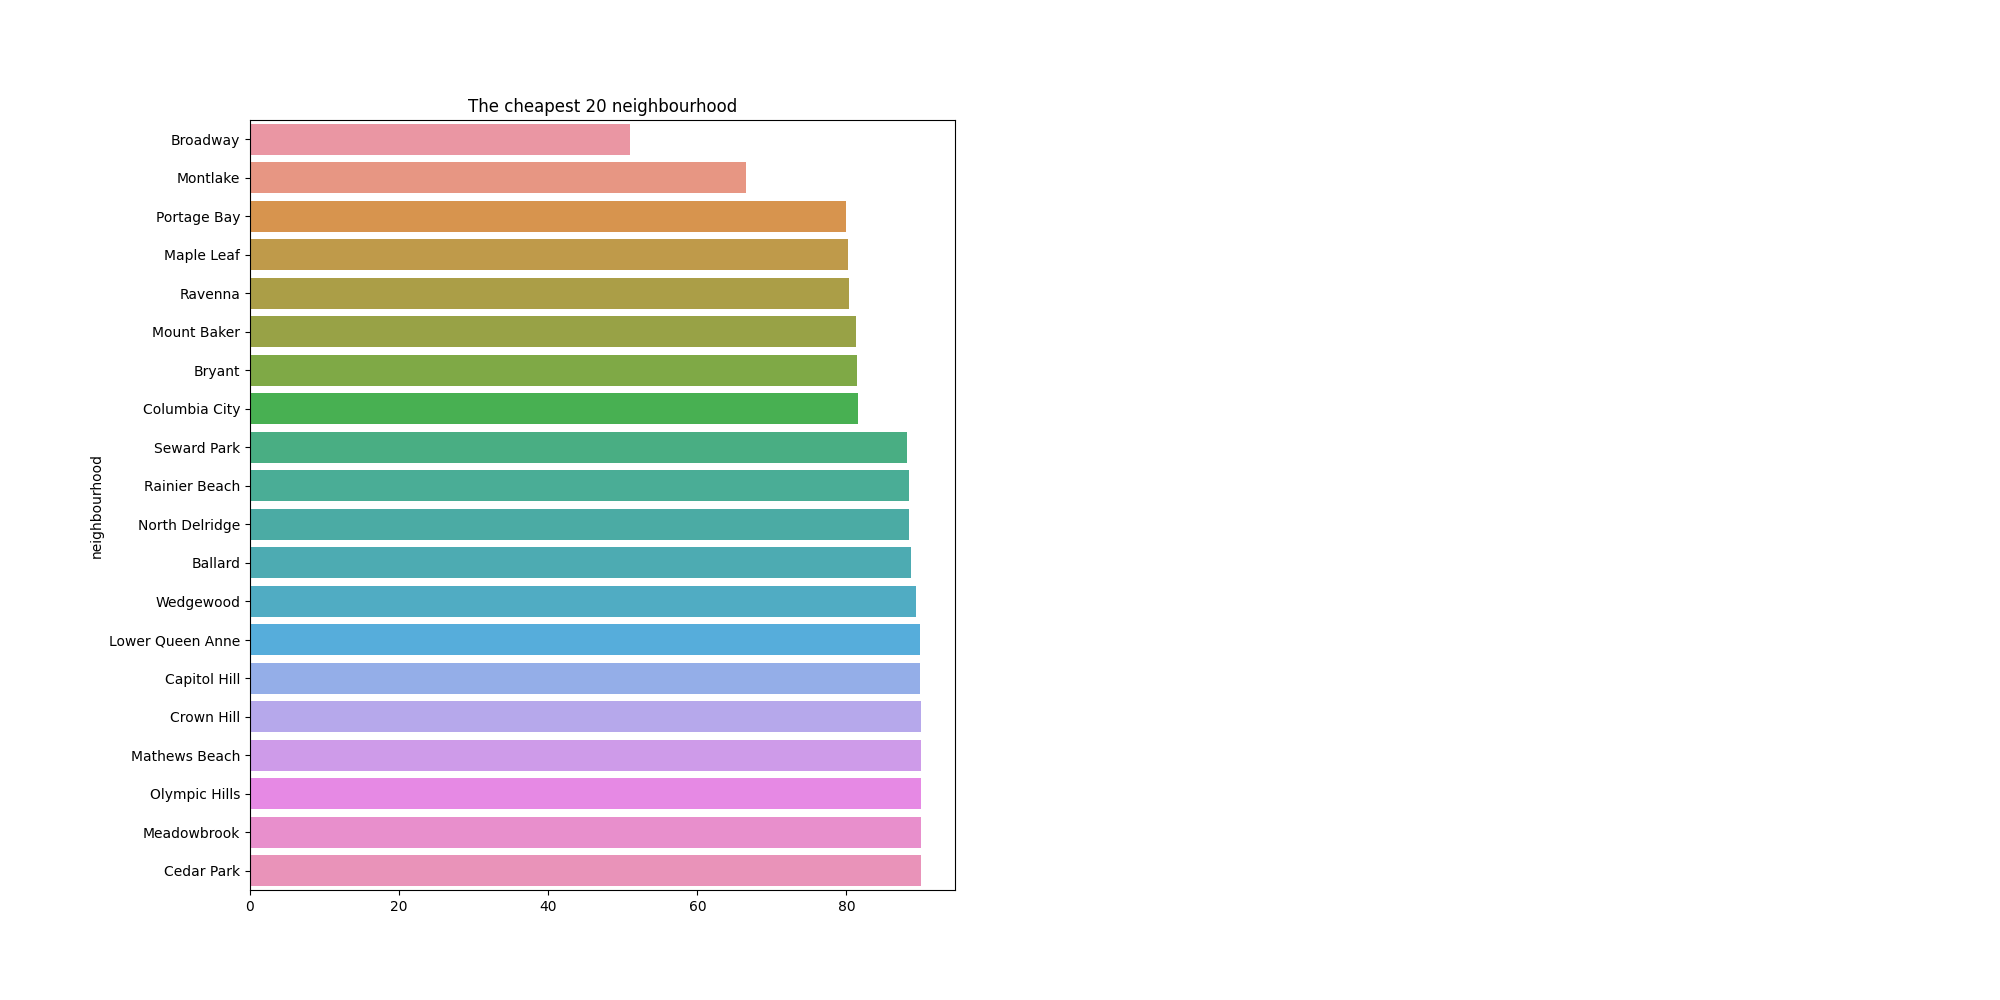 The cheapest 20 neighbourhood
neighbourhood
Broadway
Montlake
Portage Bay
Maple Leaf
Ravenna
Mount Baker
Bryant
Columbia City
Seward Park
Rainier Beach
North Delridge
Ballard
Wedgewood
Lower Queen Anne
Capitol Hill
Crown Hill
Mathews Beach
Olympic Hills
Meadowbrook
Cedar Park
0 20 40 60 80